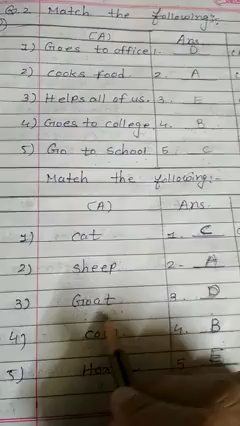 Q.2 Match the following:-
(A) Ans.
1) Goes to office 1. D
2) Cooks food 2. A
3) Helps all of us. 3. E
4) Goes to college 4. B
5) Go to School 5. C
Match the following:-
(A) Ans.
1) cat 1. C
2) sheep 2. A
3) Goat 3. D
4) 4. B
5) 5. E